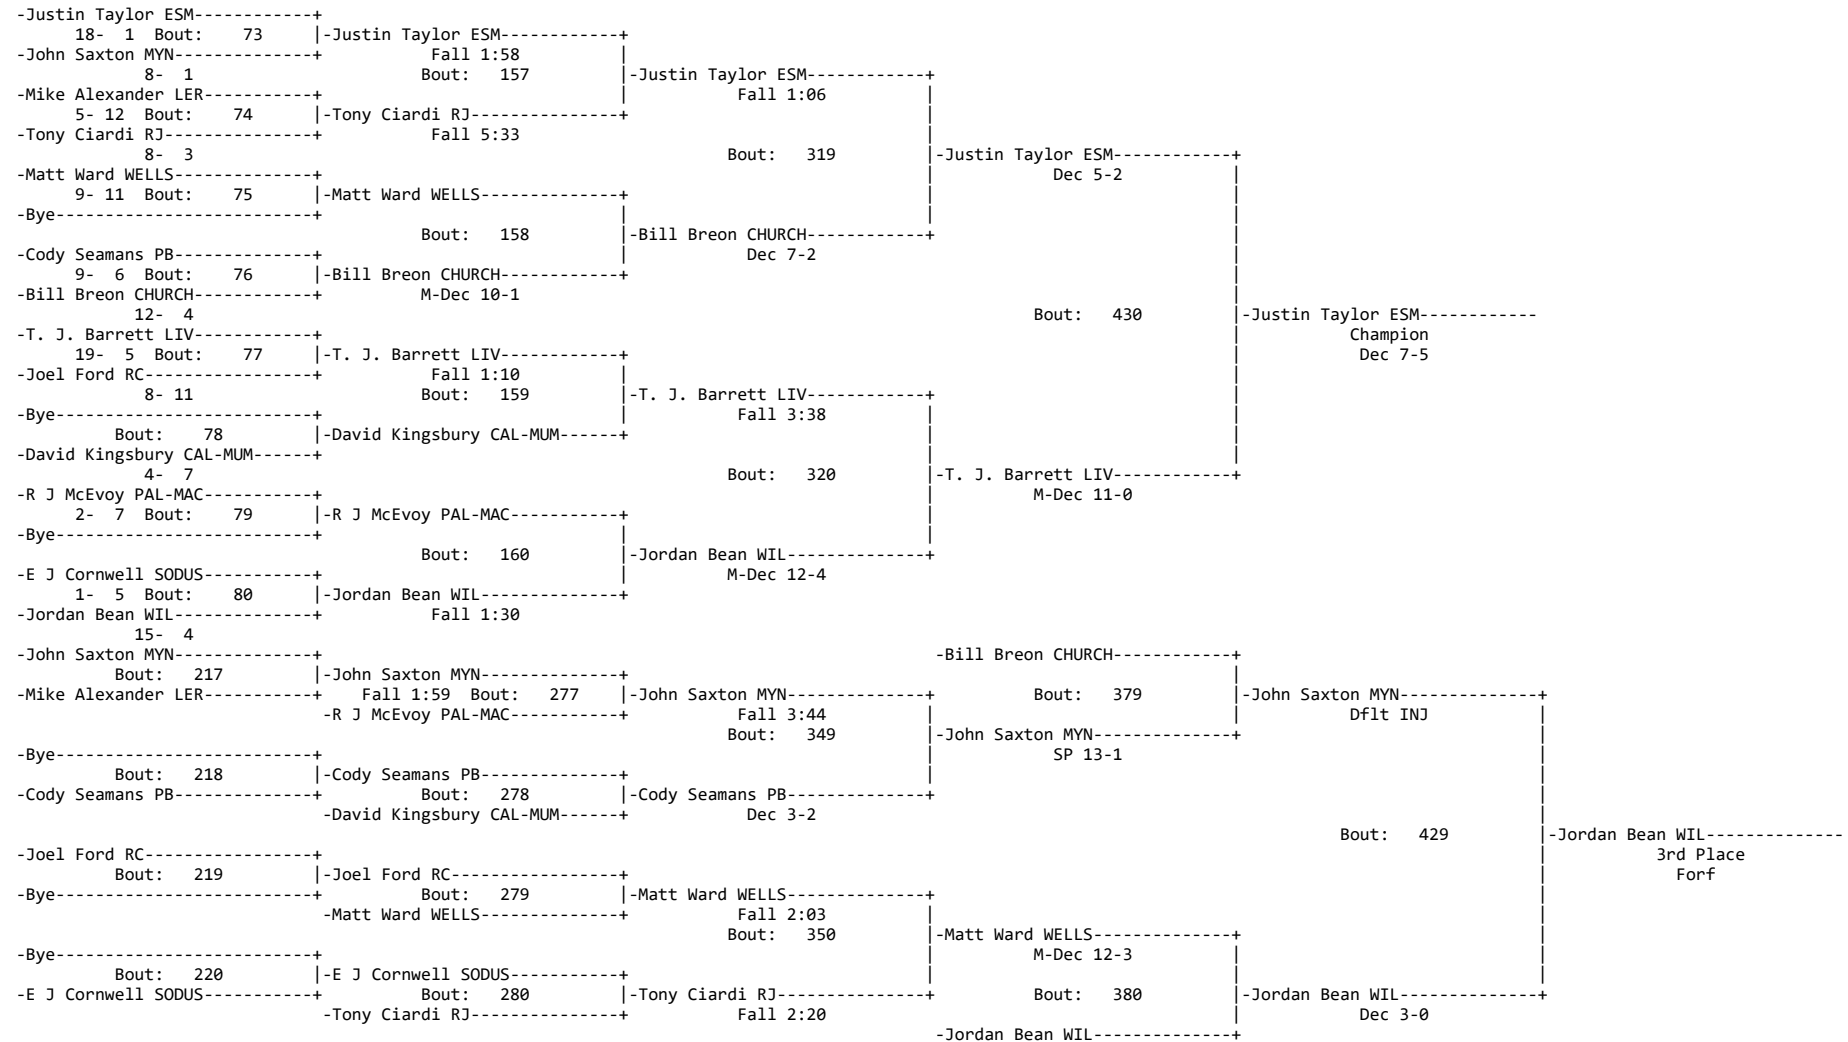 -Justin Taylor ESM------------+
18-  1  Bout:    73     |-Justin Taylor ESM------------+
-John Saxton MYN--------------+           Fall 1:58          |
8-  1                       Bout:   157         |-Justin Taylor ESM------------+
-Mike Alexander LER-----------+                              |           Fall 1:06          |
5- 12  Bout:    74     |-Tony Ciardi RJ---------------+                              |
-Tony Ciardi RJ---------------+           Fall 5:33                                         |
8-  3                                                      Bout:   319         |-Justin Taylor ESM------------+
-Matt Ward WELLS--------------+                                                             |            Dec 5-2           |
9- 11  Bout:    75     |-Matt Ward WELLS--------------+                              |                              |
-Bye--------------------------+                              |                              |                              |
Bout:   158         |-Bill Breon CHURCH------------+                              |
-Cody Seamans PB--------------+                              |            Dec 7-2                                          |
9-  6  Bout:    76     |-Bill Breon CHURCH------------+                                                             |
-Bill Breon CHURCH------------+          M-Dec 10-1                                                                        |
12-  4                                                                                     Bout:   430         |-Justin Taylor ESM------------
-T. J. Barrett LIV------------+                                                                                            |           Champion
19-  5  Bout:    77     |-T. J. Barrett LIV------------+                                                             |            Dec 7-5
-Joel Ford RC-----------------+           Fall 1:10          |                                                             |
8- 11                       Bout:   159         |-T. J. Barrett LIV------------+                              |
-Bye--------------------------+                              |           Fall 3:38          |                              |
Bout:    78         |-David Kingsbury CAL-MUM------+                              |                              |
-David Kingsbury CAL-MUM------+                                                             |                              |
4-  7                                                      Bout:   320         |-T. J. Barrett LIV------------+
-R J McEvoy PAL-MAC-----------+                                                             |          M-Dec 11-0
2-  7  Bout:    79     |-R J McEvoy PAL-MAC-----------+                              |
-Bye--------------------------+                              |                              |
Bout:   160         |-Jordan Bean WIL--------------+
-E J Cornwell SODUS-----------+                              |          M-Dec 12-4
1-  5  Bout:    80     |-Jordan Bean WIL--------------+
-Jordan Bean WIL--------------+           Fall 1:30
15-  4
-John Saxton MYN--------------+                                                              -Bill Breon CHURCH------------+
Bout:   217         |-John Saxton MYN--------------+                                                             |
-Mike Alexander LER-----------+    Fall 1:59  Bout:   277    |-John Saxton MYN--------------+          Bout:   379         |-John Saxton MYN--------------+
-R J McEvoy PAL-MAC-----------+           Fall 3:44          |                              |           Dflt INJ           |
Bout:   349         |-John Saxton MYN--------------+                              |
-Bye--------------------------+                                                             |            SP 13-1                                          |
Bout:   218         |-Cody Seamans PB--------------+                              |                                                             |
-Cody Seamans PB--------------+          Bout:   278         |-Cody Seamans PB--------------+                                                             |
-David Kingsbury CAL-MUM------+            Dec 3-2                                                                        |
Bout:   429         |-Jordan Bean WIL--------------
-Joel Ford RC-----------------+                                                                                                                           |           3rd Place
Bout:   219         |-Joel Ford RC-----------------+                                                                                            |             Forf
-Bye--------------------------+          Bout:   279         |-Matt Ward WELLS--------------+                                                             |
-Matt Ward WELLS--------------+           Fall 2:03          |                                                             |
Bout:   350         |-Matt Ward WELLS--------------+                              |
-Bye--------------------------+                                                             |          M-Dec 12-3          |                              |
Bout:   220         |-E J Cornwell SODUS-----------+                              |                              |                              |
-E J Cornwell SODUS-----------+          Bout:   280         |-Tony Ciardi RJ---------------+          Bout:   380         |-Jordan Bean WIL--------------+
-Tony Ciardi RJ---------------+           Fall 2:20                                         |            Dec 3-0
-Jordan Bean WIL--------------+